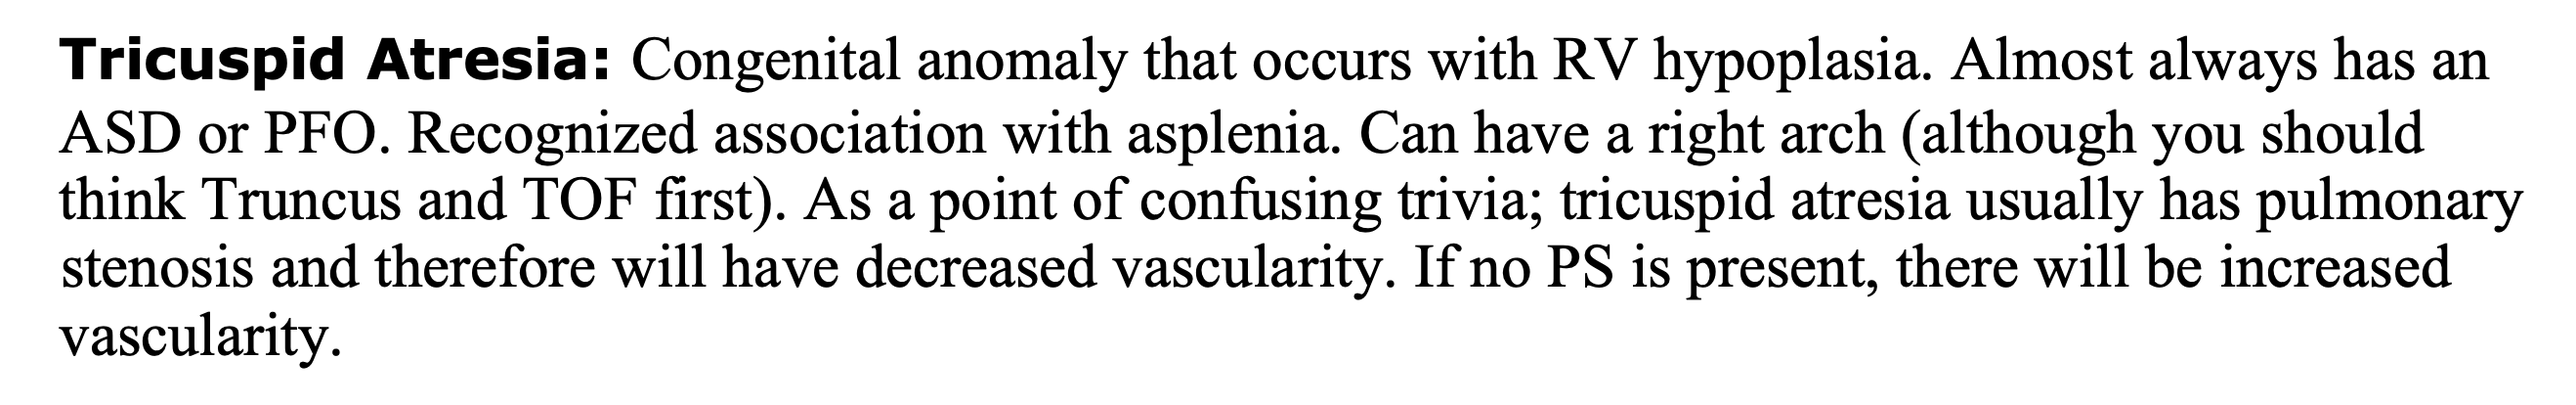 Tricuspid Atresia: Congenital anomaly that occurs with RV hypoplasia. Almost always has an
ASD or PFO. Recognized association with asplenia. Can have a right arch (although you should
think Truncus and TOF first). As a point of confusing trivia; tricuspid atresia usually has pulmonary
stenosis and therefore will have decreased vascularity. If no PS is present, there will be increased
vascularity.